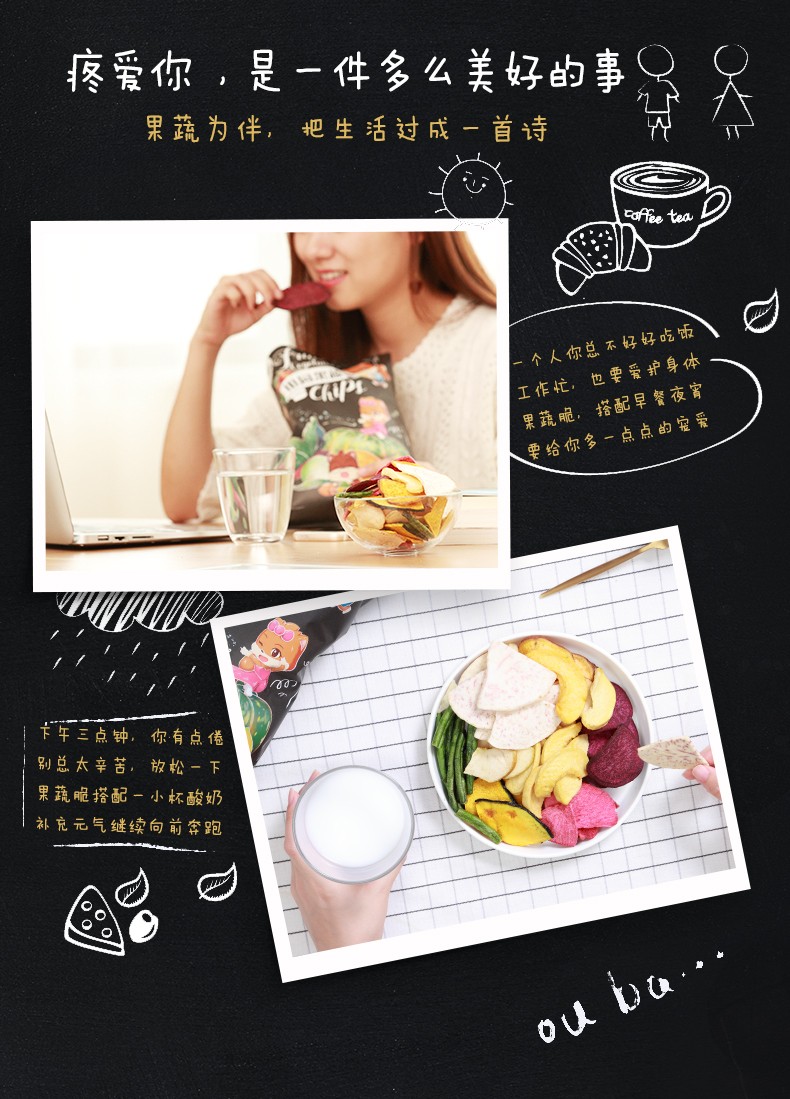 疼爱你，是一件多么美好的事
果蔬为伴，把生活过成一首诗
coffee tea
一个人你总不好好吃饭
工作忙，也要爱护身体
果蔬脆，搭配早餐夜宵
要给你多一点点的宠爱
Chips
下午三点钟，你有点倦
别总太辛苦，放松一下
果蔬脆搭配一小杯酸奶
补充元气继续向前奔跑
ou ba...